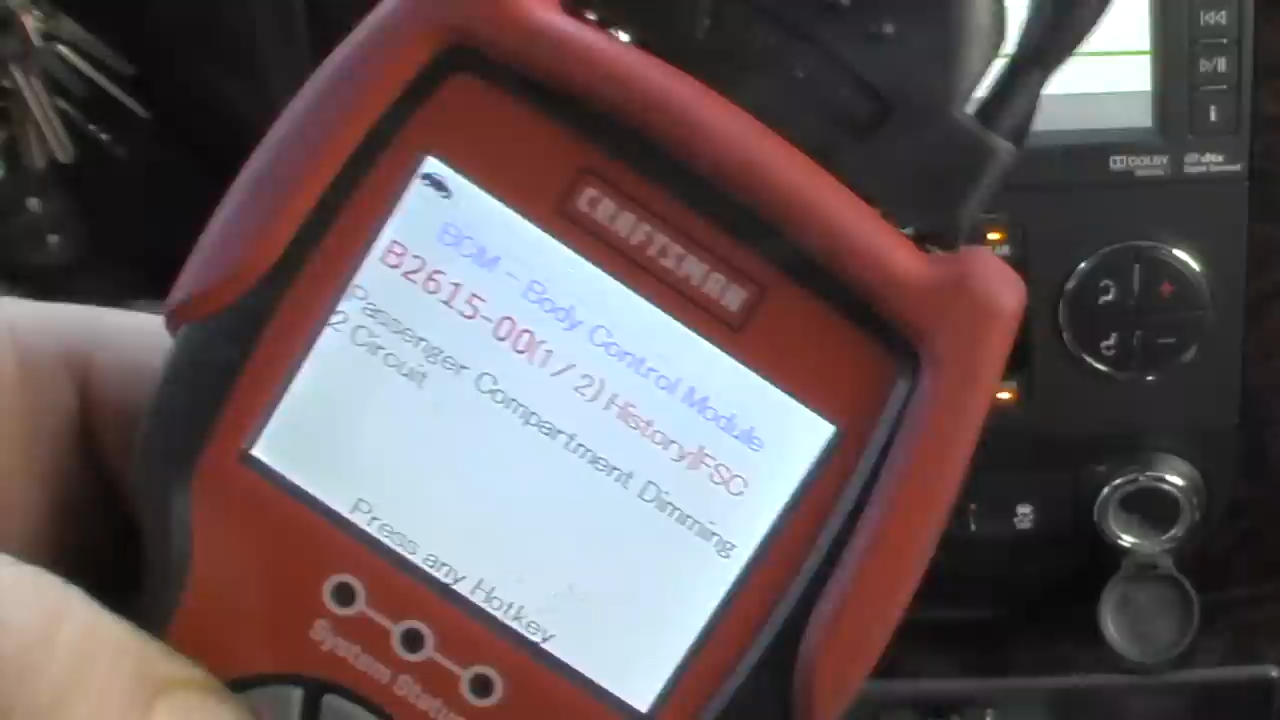 CRAFTSMAN
BCM - Body Control Module
B2615-00(1 / 2) History|FSC
Passenger Compartment Dimming
2 Circuit
Press any Hotkey
System Status
DOLBY
dts